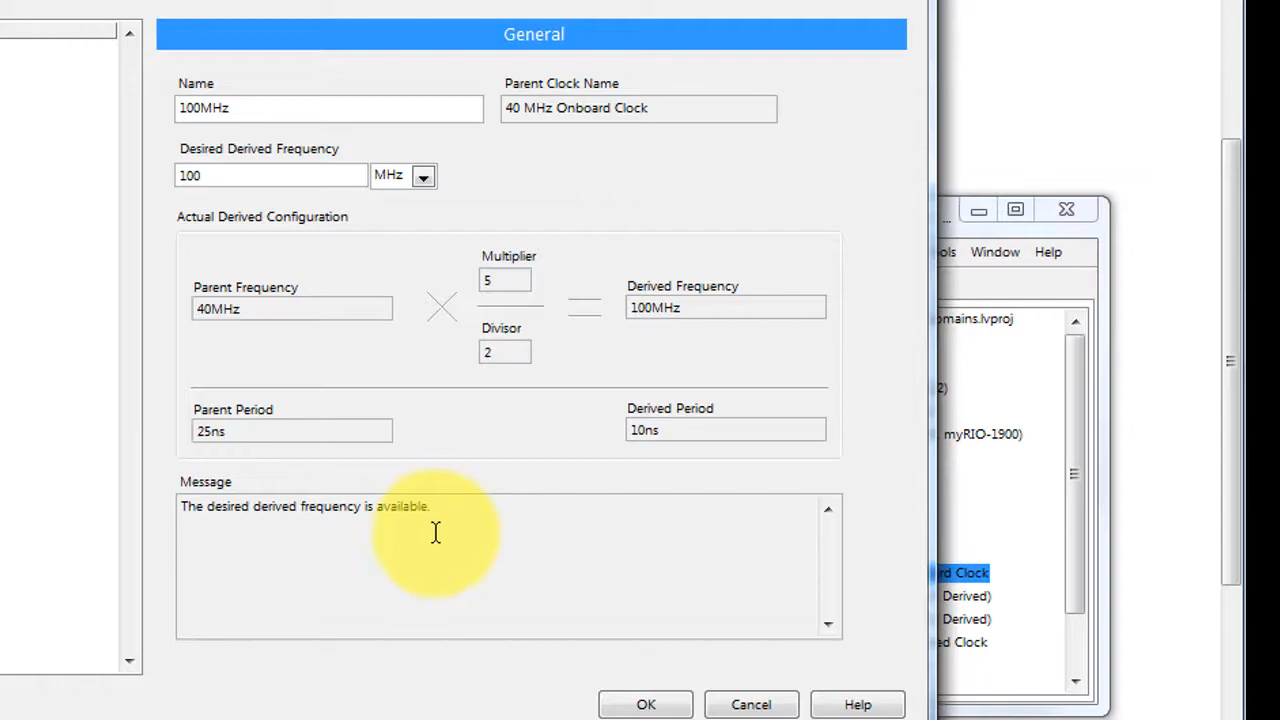 General
Name
Parent Clock Name
100MHz
40 MHz Onboard Clock
Desired Derived Frequency
100
MHz
Actual Derived Configuration
Multiplier
5
Parent Frequency
40MHz
Derived Frequency
100MHz
Divisor
2
Parent Period
25ns
Derived Period
10ns
Message
The desired derived frequency is available.
OK
Cancel
Help
...
ols Window Help
omains.lvproj
2)
myRIO-1900)
rd Clock
Derived)
Derived)
ed Clock